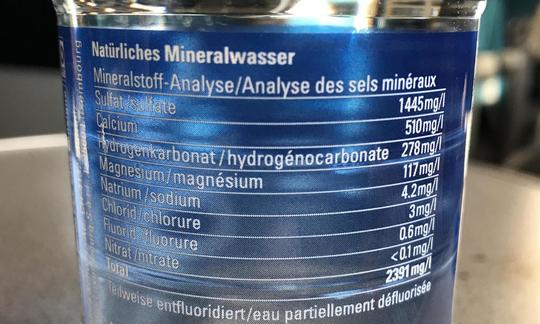 Natürliches Mineralwasser
Mineralstoff-Analyse/Analyse des sels minéraux
Sulfat/sulfate 1445mg/l
Calcium 510mg/l
Hydrogenkarbonat/hydrogénocarbonate 278mg/l
Magnesium/magnésium 117mg/l
Natrium/sodium 4.2mg/l
Chlorid/chlorure 3mg/l
Fluorid/fluorure 0.6mg/l
Nitrat/nitrate <0.1mg/l
Total 2391mg/l
Teilweise entfluoridiert/eau partiellement défluorisée